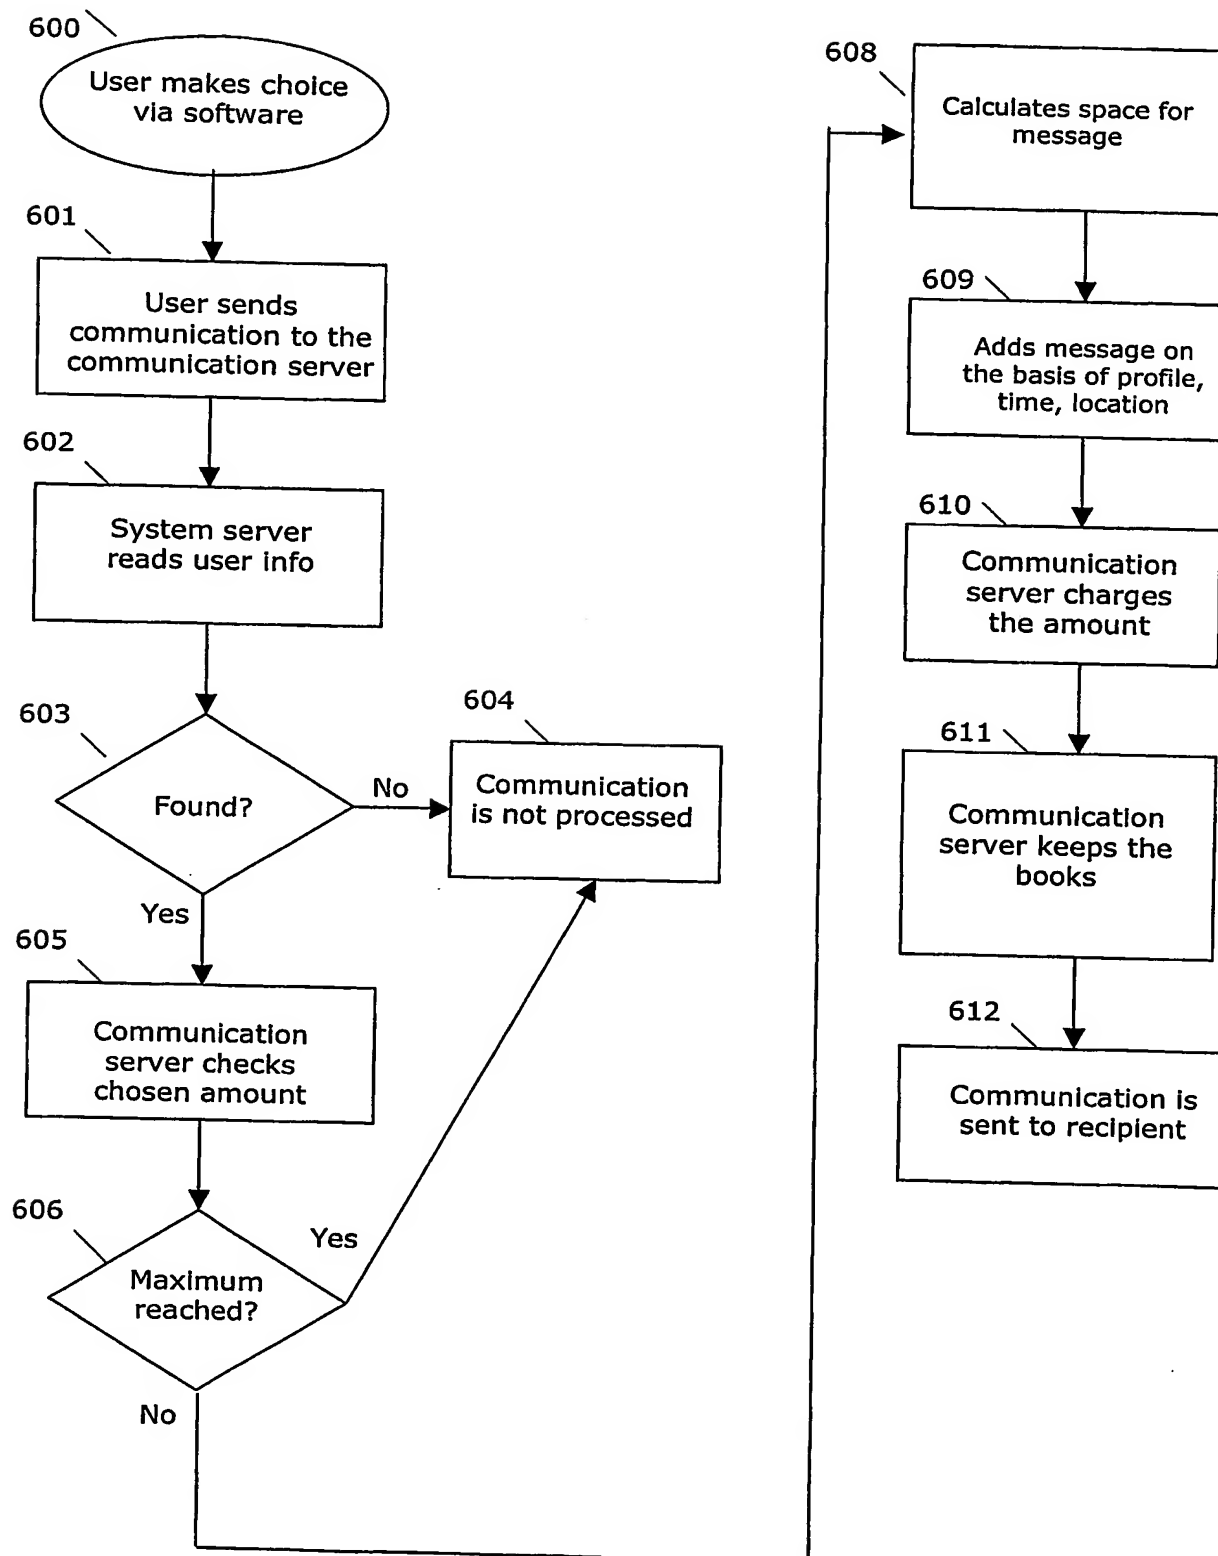 600
User makes choice
via software
601
User sends
communication to the
communication server
602
System server
reads user info
603
Found?
No
604
Communication
is not processed
Yes
605
Communication
server checks
chosen amount
606
Maximum
reached?
Yes
No
608
Calculates space for
message
609
Adds message on
the basis of profile,
time, location
610
Communication
server charges
the amount
611
Communication
server keeps the
books
612
Communication is
sent to recipient